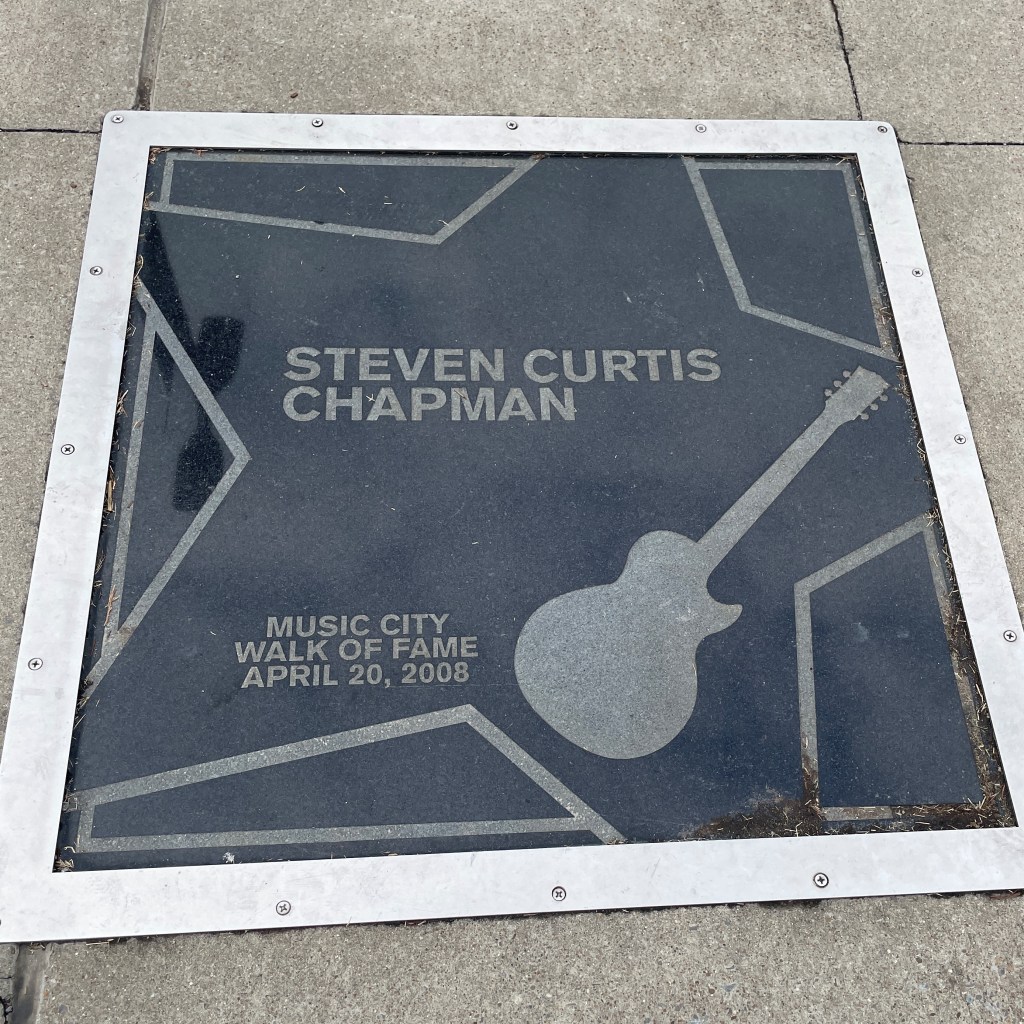 STEVEN CURTIS
CHAPMAN
MUSIC CITY
WALK OF FAME
APRIL 20, 2008